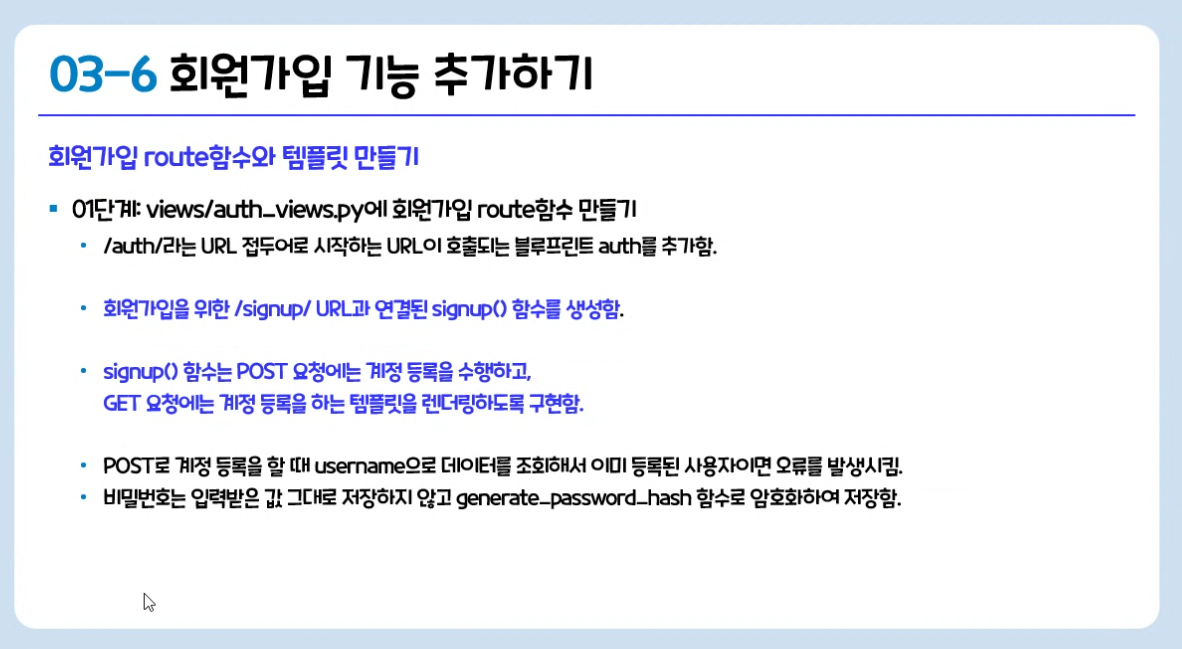 03-6 회원가입 기능 추가하기
회원가입 route함수와 템플릿 만들기
▪ 01단계: views/auth_views.py에 회원가입 route함수 만들기
• /auth/라는 URL 접두어로 시작하는 URL이 호출되는 블루프린트 auth를 추가함.
• 회원가입을 위한 /signup/ URL과 연결된 signup() 함수를 생성함.
• signup() 함수는 POST 요청에는 계정 등록을 수행하고,
GET 요청에는 계정 등록을 하는 템플릿을 렌더링하도록 구현함.
• POST로 계정 등록을 할 때 username으로 데이터를 조회해서 이미 등록된 사용자이면 오류를 발생시킴.
• 비밀번호는 입력받은 값 그대로 저장하지 않고 generate_password_hash 함수로 암호화하여 저장함.